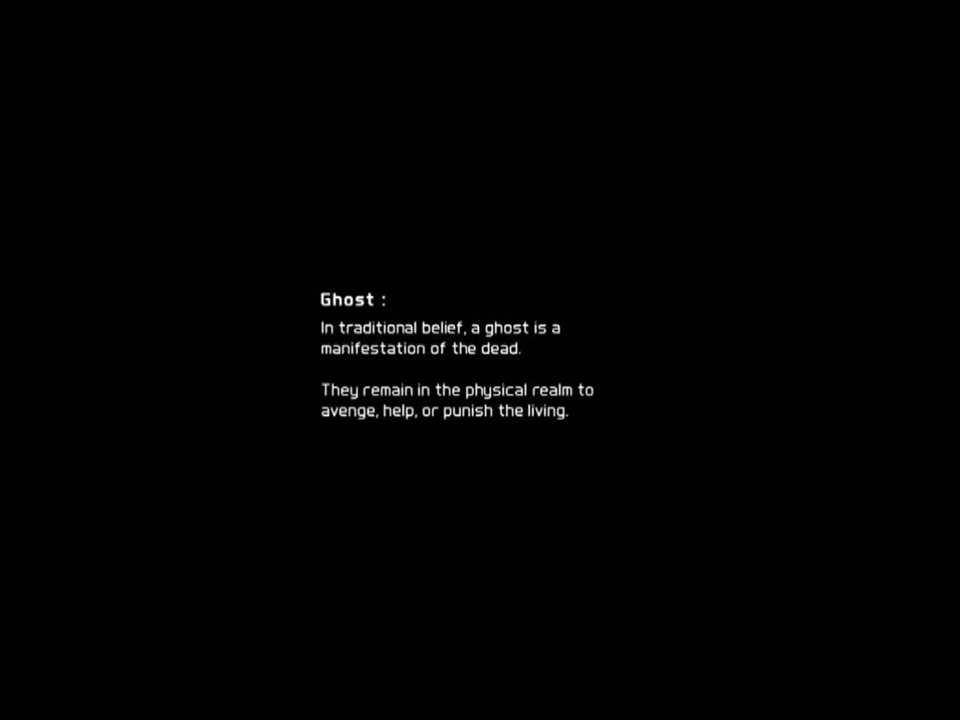 Ghost :
In traditional belief, a ghost is a
manifestation of the dead.
They remain in the physical realm to
avenge, help, or punish the living.